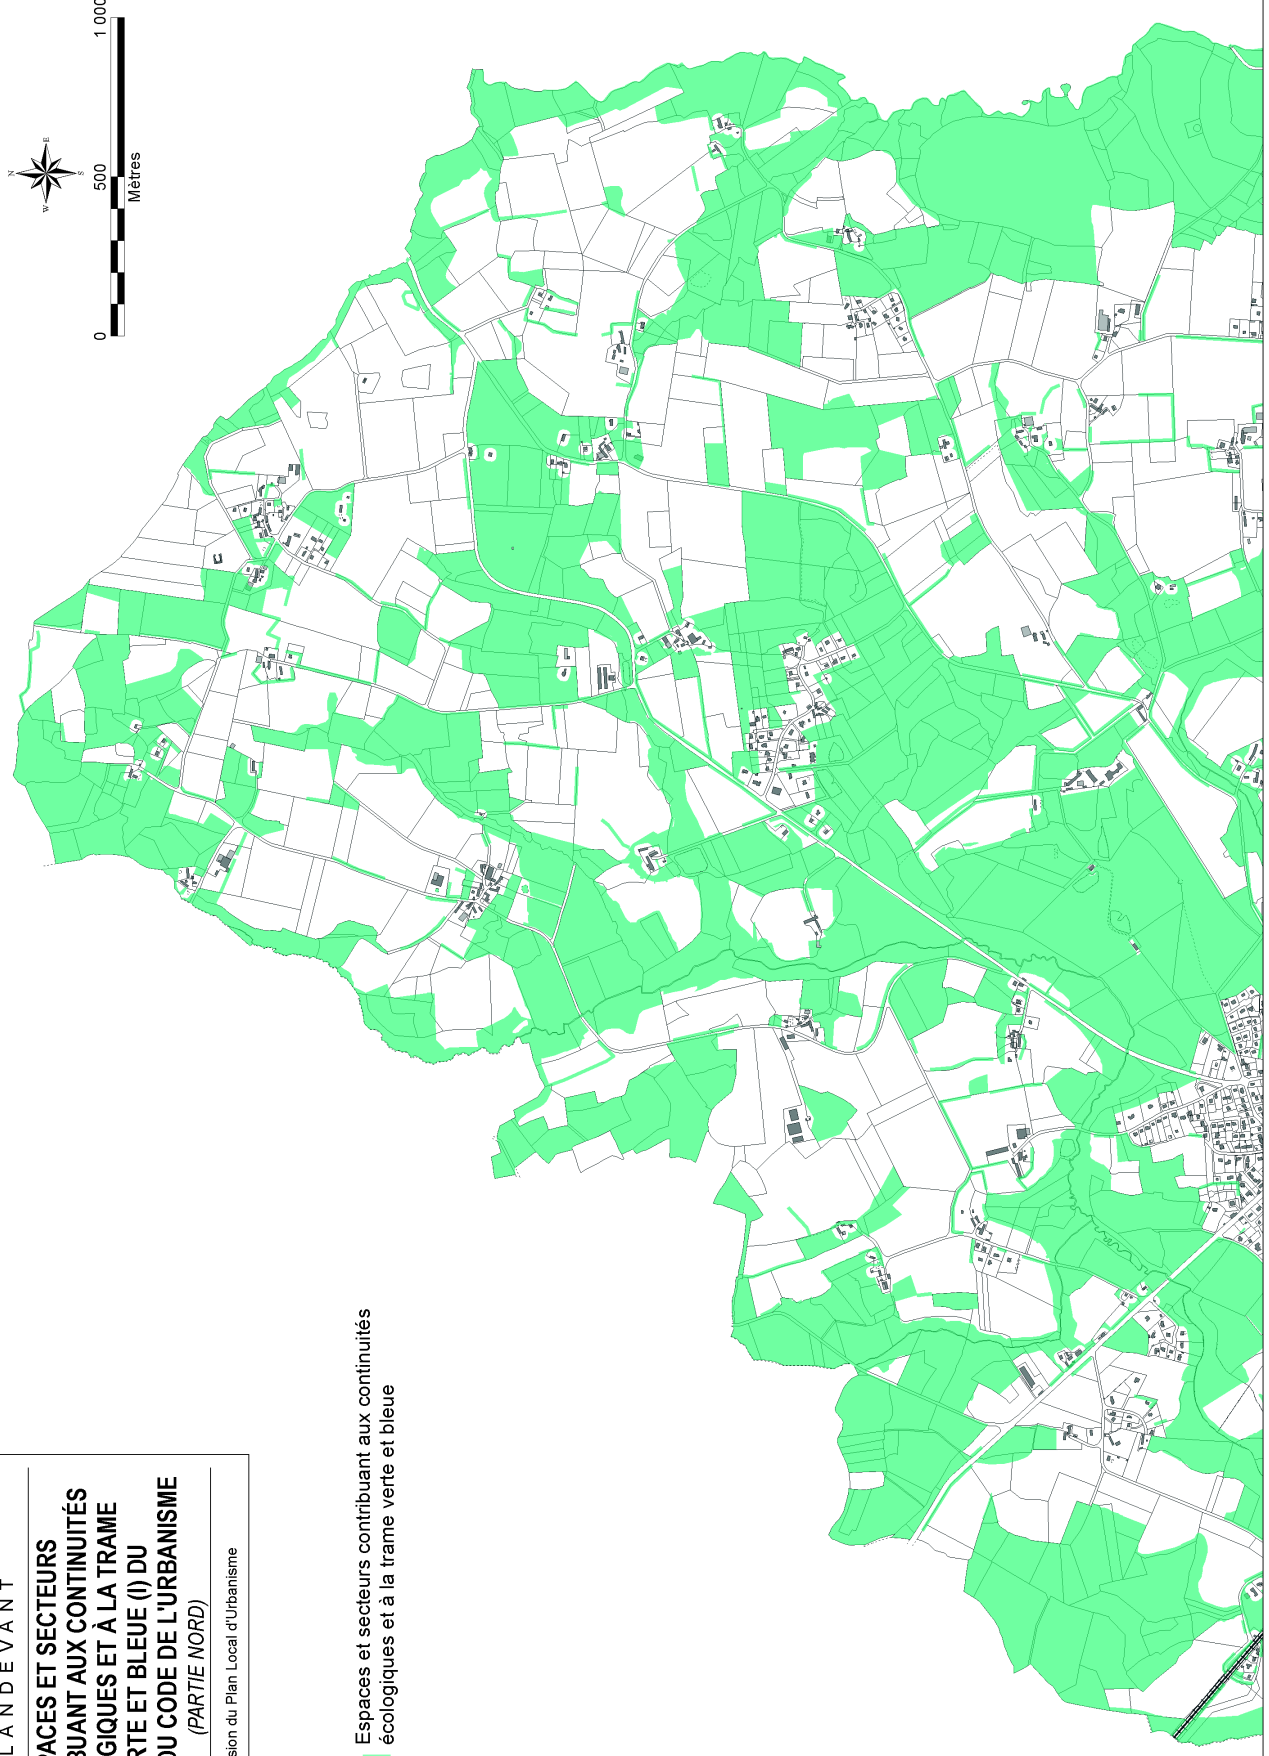 LANDEVANT
PACES ET SECTEURS
BUANT AUX CONTINUITÉS
GIQUES ET À LA TRAME
RTE ET BLEUE (I) DU
DU CODE DE L'URBANISME
(PARTIE NORD)
sion du Plan Local d'Urbanisme
Espaces et secteurs contribuant aux continuités
écologiques et à la trame verte et bleue
N
W
E
S
0 500 1 000
Mètres